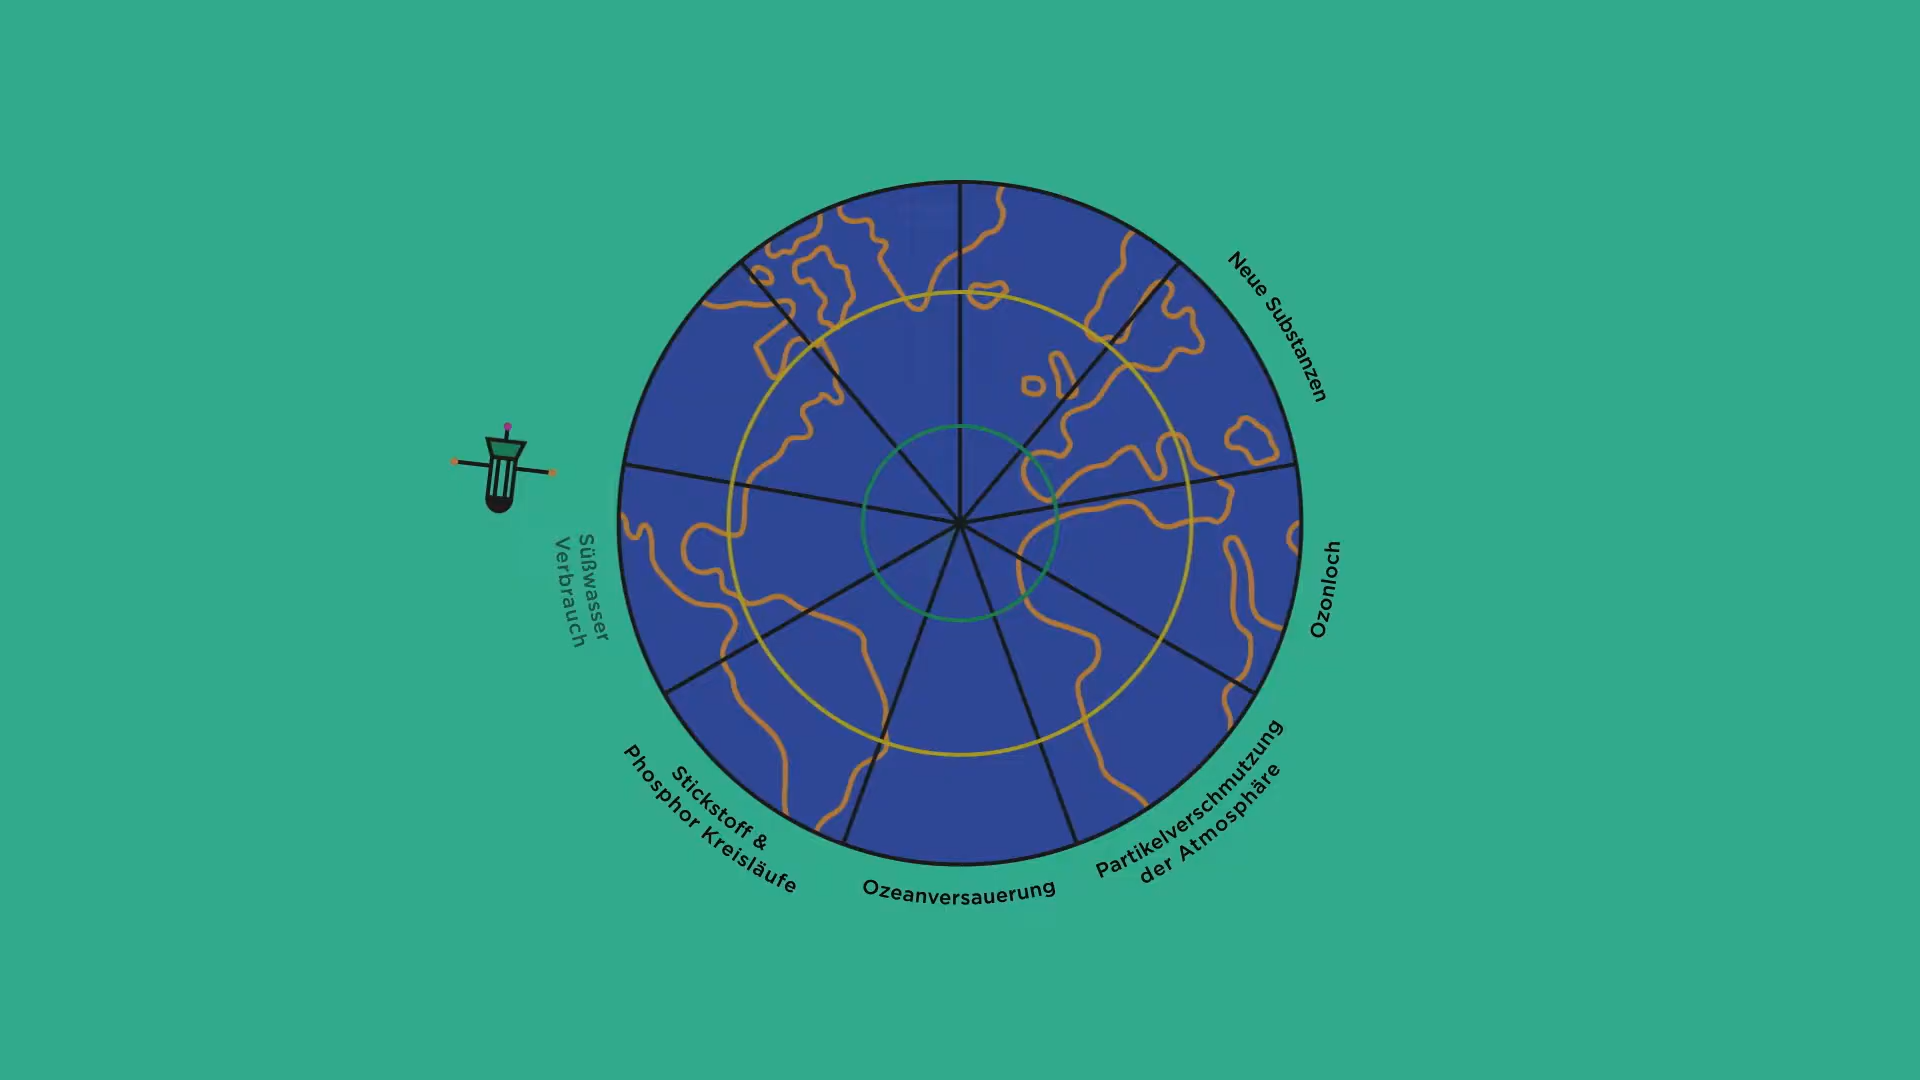 Neue Substanzen
Ozonloch
Partikelverschmutzung
der Atmosphäre
Ozeanversauerung
Stickstoff &
Phosphor Kreisläufe
Süßwasser
Verbrauch